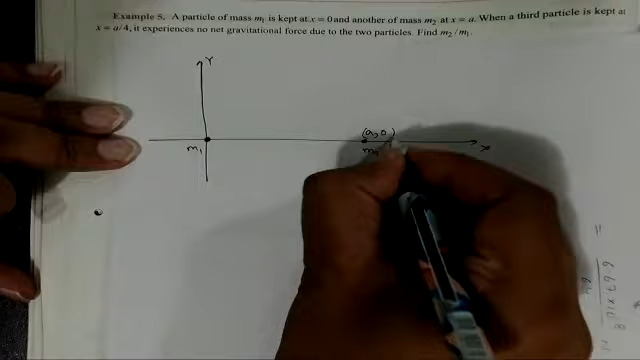 Example 5. A particle of mass m₁ is kept at x = 0 and another of mass m₂ at x = a. When a third particle is kept at
x = a/4, it experiences no net gravitational force due to the two particles. Find m₂/m₁.
Y
(a, 0)
m₁
X